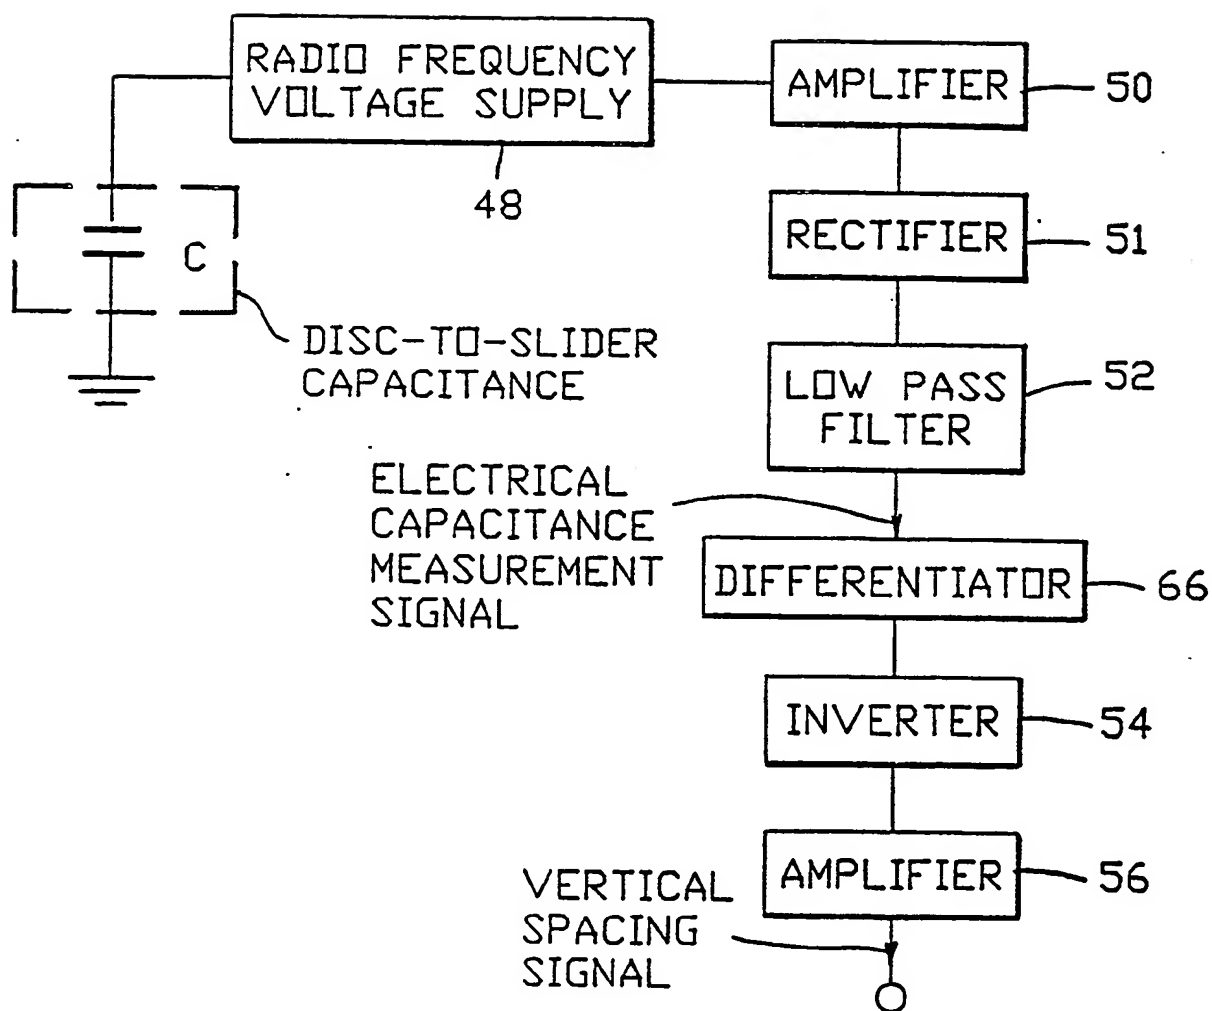 RADIO FREQUENCY
VOLTAGE SUPPLY
48
AMPLIFIER
50
RECTIFIER
51
C
DISC-TO-SLIDER
CAPACITANCE
LOW PASS
FILTER
52
ELECTRICAL
CAPACITANCE
MEASUREMENT
SIGNAL
DIFFERENTIATOR
66
INVERTER
54
AMPLIFIER
56
VERTICAL
SPACING
SIGNAL